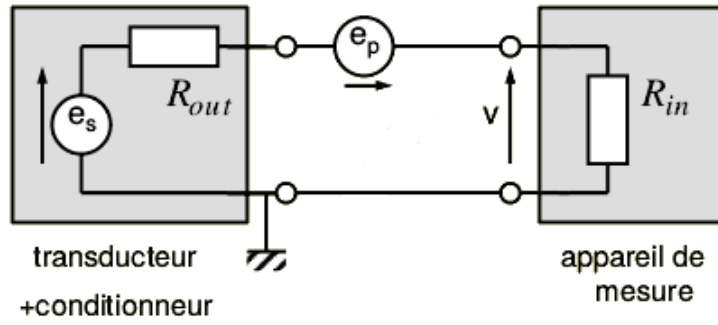 e_p
R_out
R_in
e_s
v
transducteur
+conditionneur
appareil de
mesure